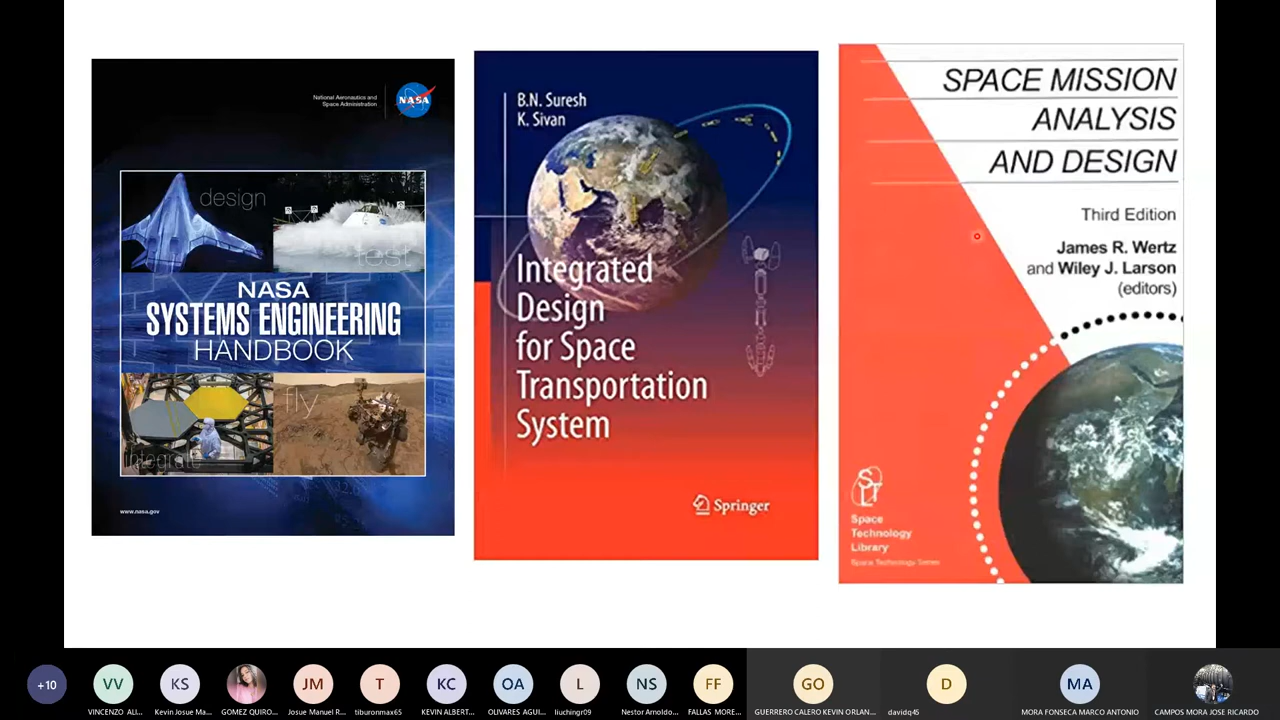 National Aeronautics and
Space Administration
NASA
design
test
NASA
SYSTEMS ENGINEERING
HANDBOOK
integrate
fly
www.nasa.gov
B.N. Suresh
K. Sivan
Integrated
Design
for Space
Transportation
System
Springer
SPACE MISSION
ANALYSIS
AND DESIGN
Third Edition
James R. Wertz
and Wiley J. Larson
(editors)
Space
Technology
Library
Space Technology Series
+10
VV
KS
JM
T
KC
OA
L
NS
FF
GO
D
MA
VINCENZO ALI...
Kevin Josue Ma...
GOMEZ QUIRO...
Josue Manuel R...
tiburonmax65
KEVIN ALBERT...
OLIVARES AGUI...
liuchingr09
Nestor Arnoldo...
FALLAS MORE...
GUERRERO CALERO KEVIN ORLAN...
davidq45
MORA FONSECA MARCO ANTONIO
CAMPOS MORA JOSE RICARDO